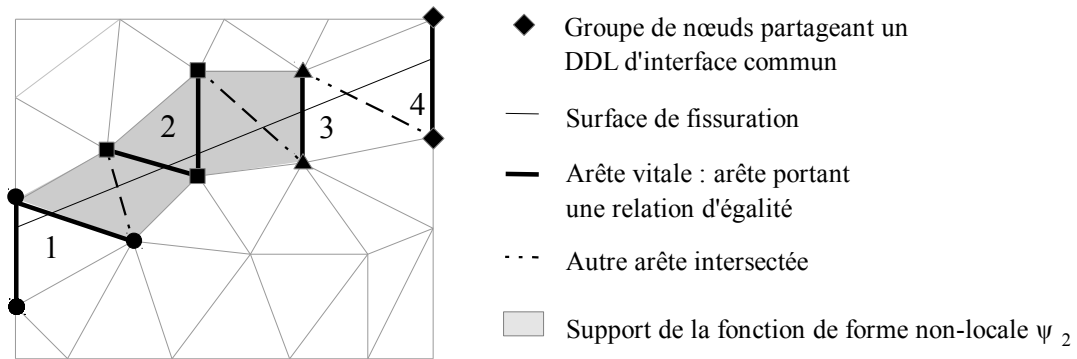 1
2
3
4
Groupe de nœuds partageant un
DDL d'interface commun
Surface de fissuration
Arête vitale : arête portant
une relation d'égalité
Autre arête intersectée
Support de la fonction de forme non-locale ψ 2